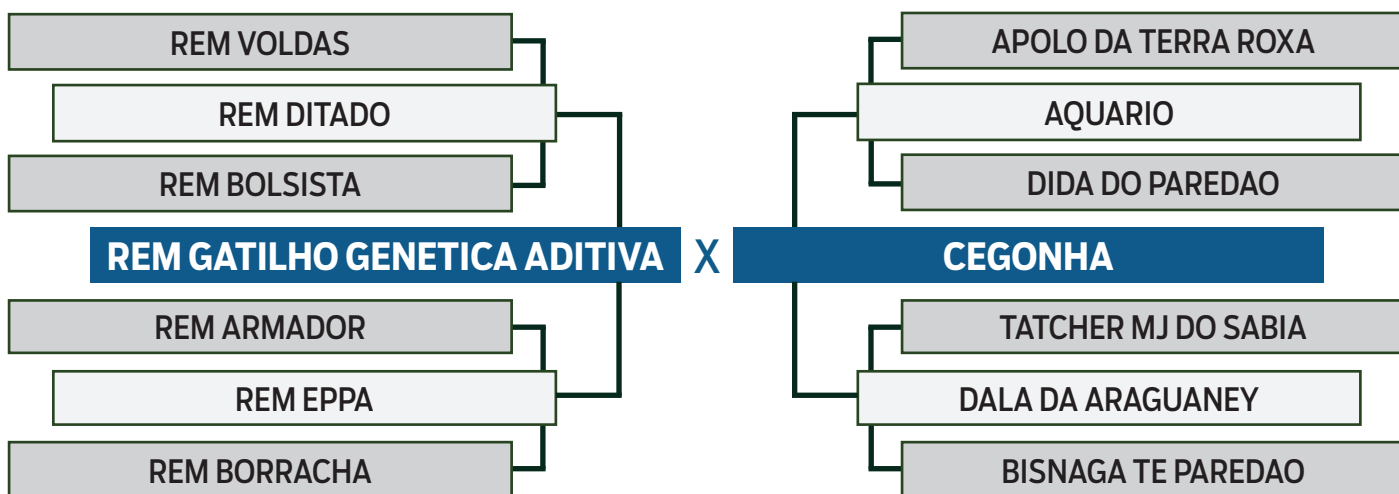 REM VOLDAS
REM DITADO
REM BOLSISTA
REM GATILHO GENETICA ADITIVA
REM ARMADOR
REM EPPA
REM BORRACHA
X
APOLO DA TERRA ROXA
AQUARIO
DIDA DO PAREDAO
CEGONHA
TATCHER MJ DO SABIA
DALA DA ARAGUANEY
BISNAGA TE PAREDAO